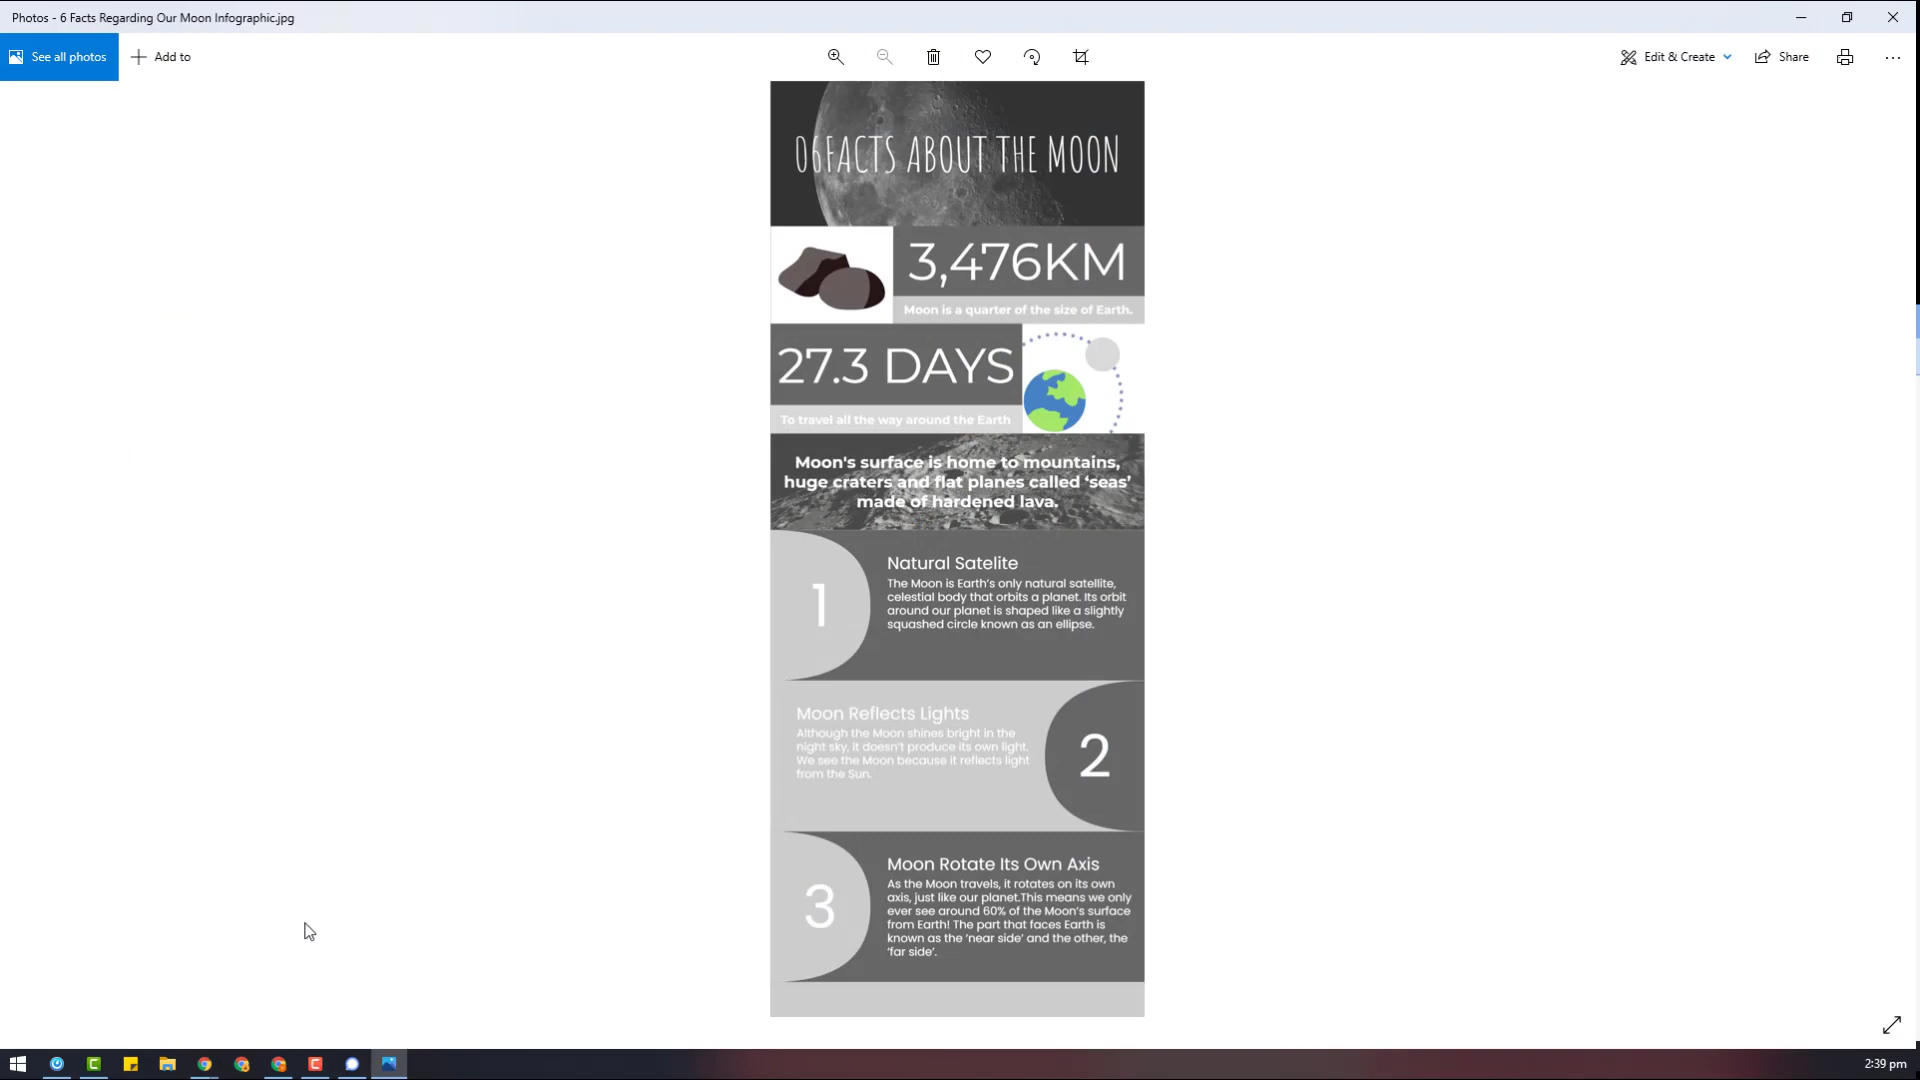 Photos - 6 Facts Regarding Our Moon Infographic.jpg
See all photos
Add to
Edit & Create
Share
06FACTS ABOUT THE MOON
3,476KM
Moon is a quarter of the size of Earth.
27.3 DAYS
To travel all the way around the Earth
Moon's surface is home to mountains,
huge craters and flat planes called ‘seas’
made of hardened lava.
1
Natural Satelite
The Moon is Earth’s only natural satellite,
celestial body that orbits a planet. Its orbit
around our planet is shaped like a slightly
squashed circle known as an ellipse.
Moon Reflects Lights
Although the Moon shines bright in the
night sky, it doesn’t produce its own light.
We see the Moon because it reflects light
from the Sun.
2
3
Moon Rotate Its Own Axis
As the Moon travels, it rotates on its own
axis, just like our planet.This means we only
ever see around 60% of the Moon’s surface
from Earth! The part that faces Earth is
known as the ‘near side’ and the other, the
‘far side’.
2:39 pm